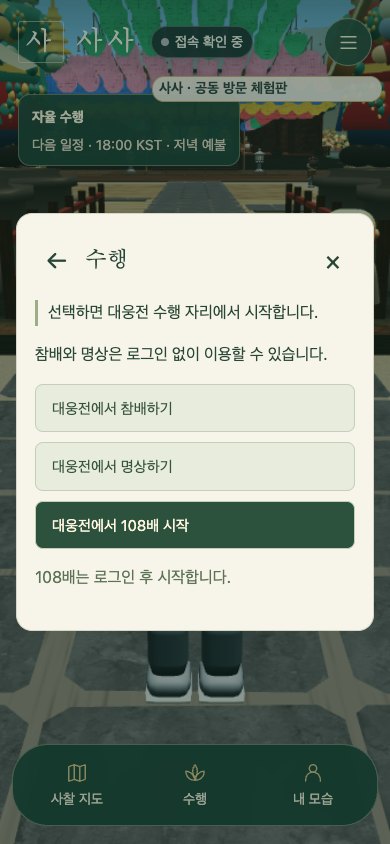 사 사사
접속 확인 중
사사 · 공동 방문 체험판
자율 수행
다음 일정 · 18:00 KST · 저녁 예불
수행
선택하면 대웅전 수행 자리에서 시작합니다.
참배와 명상은 로그인 없이 이용할 수 있습니다.
대웅전에서 참배하기
대웅전에서 명상하기
대웅전에서 108배 시작
108배는 로그인 후 시작합니다.
사찰 지도
수행
내 모습